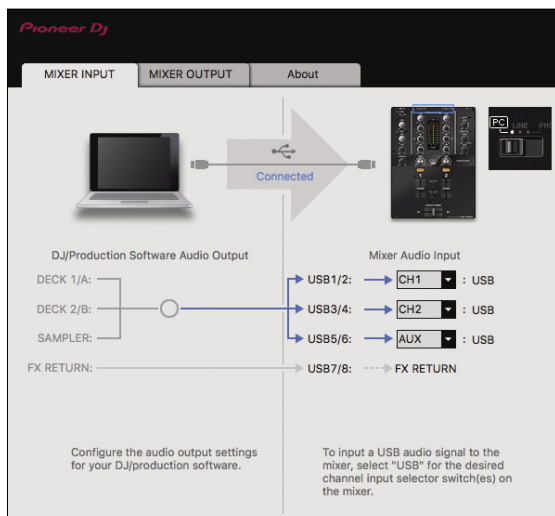 Pioneer Dj
MIXER INPUT
MIXER OUTPUT
About
PC LINE
Connected
DJ/Production Software Audio Output
Mixer Audio Input
DECK 1/A:
USB1/2:
CH1
: USB
DECK 2/B:
USB3/4:
CH2
: USB
SAMPLER:
USB5/6:
AUX
: USB
FX RETURN:
USB7/8:
FX RETURN
Configure the audio output settings
for your DJ/production software.
To input a USB audio signal to the
mixer, select "USB" for the desired
channel input selector switch(es) on
the mixer.